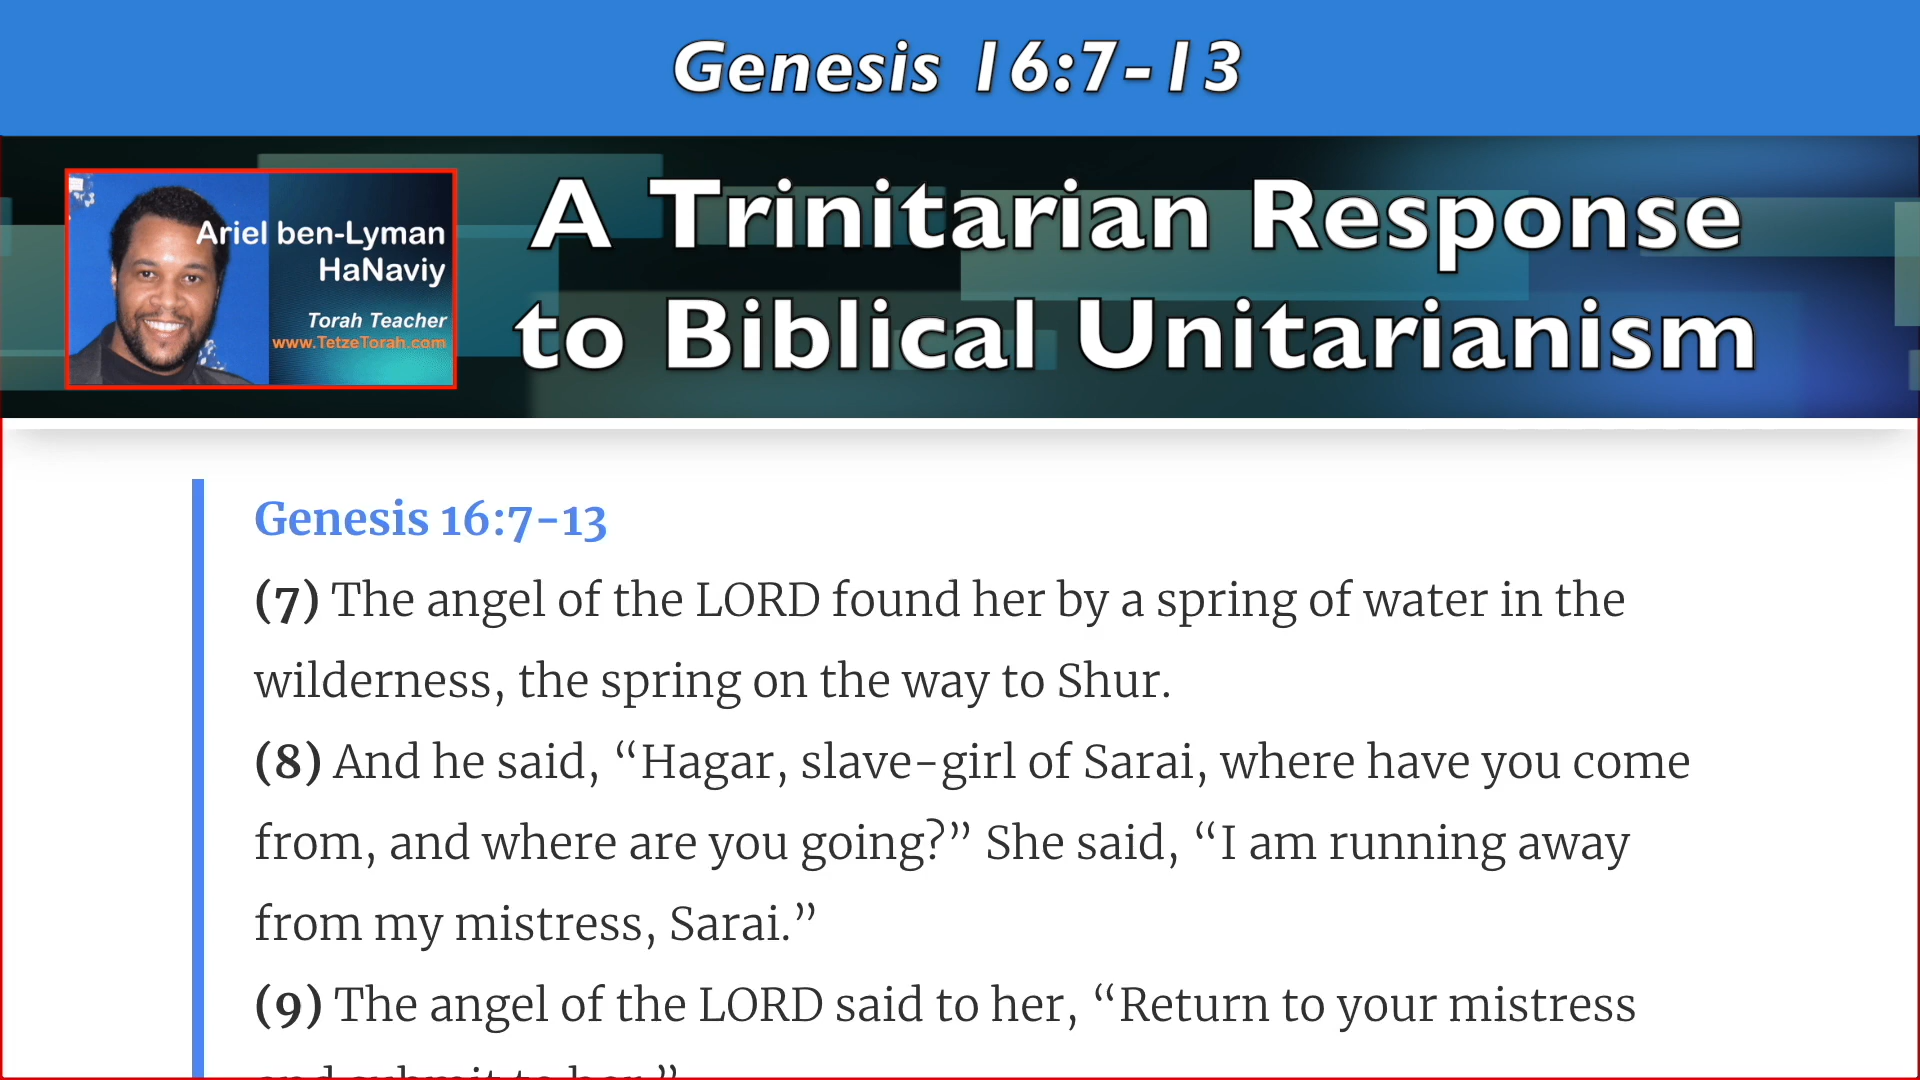 Genesis 16:7-13
Ariel ben-Lyman
HaNaviy
Torah Teacher
www.TetzeTorah.com
A Trinitarian Response
to Biblical Unitarianism
Genesis 16:7-13
(7) The angel of the LORD found her by a spring of water in the
wilderness, the spring on the way to Shur.
(8) And he said, “Hagar, slave-girl of Sarai, where have you come
from, and where are you going?” She said, “I am running away
from my mistress, Sarai.”
(9) The angel of the LORD said to her, “Return to your mistress
and submit to her.”